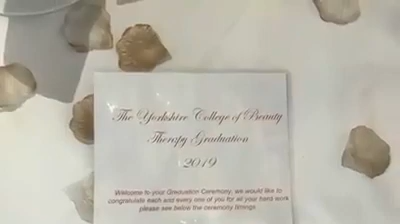 The Yorkshire College of Beauty
Therapy Graduation
2019
Welcome to your Graduation Ceremony, we would like to
congratulate each and every one of you for all your hard work
please see below the ceremony timings